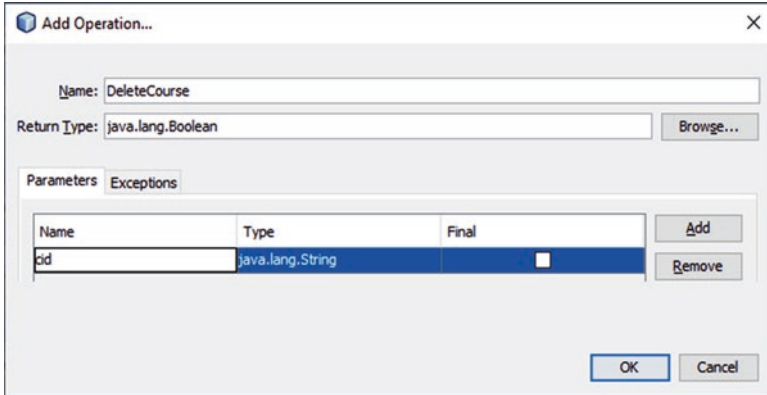 Add Operation...
Name: DeleteCourse
Return Type: java.lang.Boolean Browse...
Parameters Exceptions
Name Type Final Add
cid java.lang.String Remove
OK Cancel